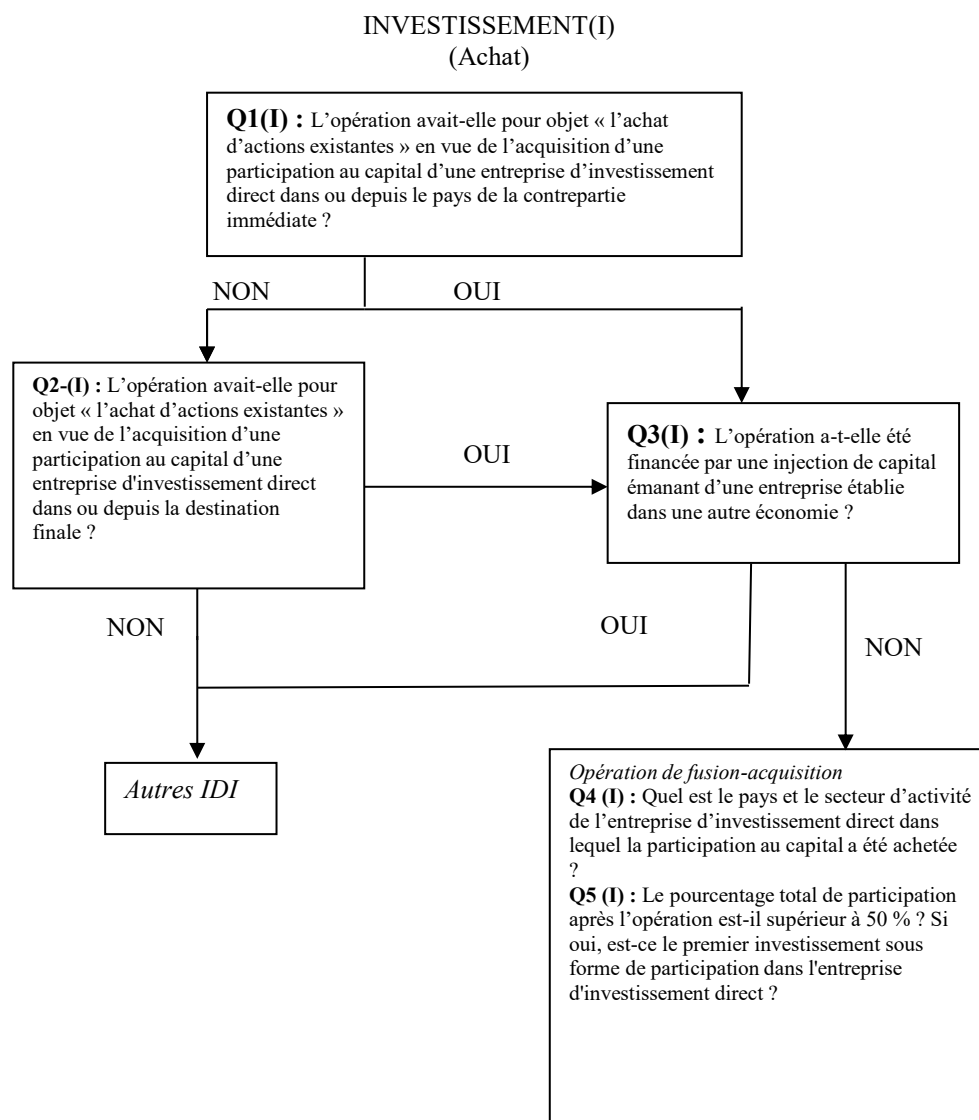 INVESTISSEMENT(I)
(Achat)
Q1(I) : L’opération avait-elle pour objet « l’achat
d’actions existantes » en vue de l’acquisition d’une
participation au capital d’une entreprise d’investissement
direct dans ou depuis le pays de la contrepartie
immédiate ?
NON OUI
Q2-(I) : L’opération avait-elle pour
objet « l’achat d’actions existantes »
en vue de l’acquisition d’une
participation au capital d’une
entreprise d'investissement direct
dans ou depuis la destination
finale ?
OUI
Q3(I) : L’opération a-t-elle été
financée par une injection de capital
émanant d’une entreprise établie
dans une autre économie ?
NON
OUI
NON
Autres IDI
Opération de fusion-acquisition
Q4 (I) : Quel est le pays et le secteur d’activité
de l’entreprise d’investissement direct dans
lequel la participation au capital a été achetée
?
Q5 (I) : Le pourcentage total de participation
après l’opération est-il supérieur à 50 % ? Si
oui, est-ce le premier investissement sous
forme de participation dans l'entreprise
d'investissement direct ?